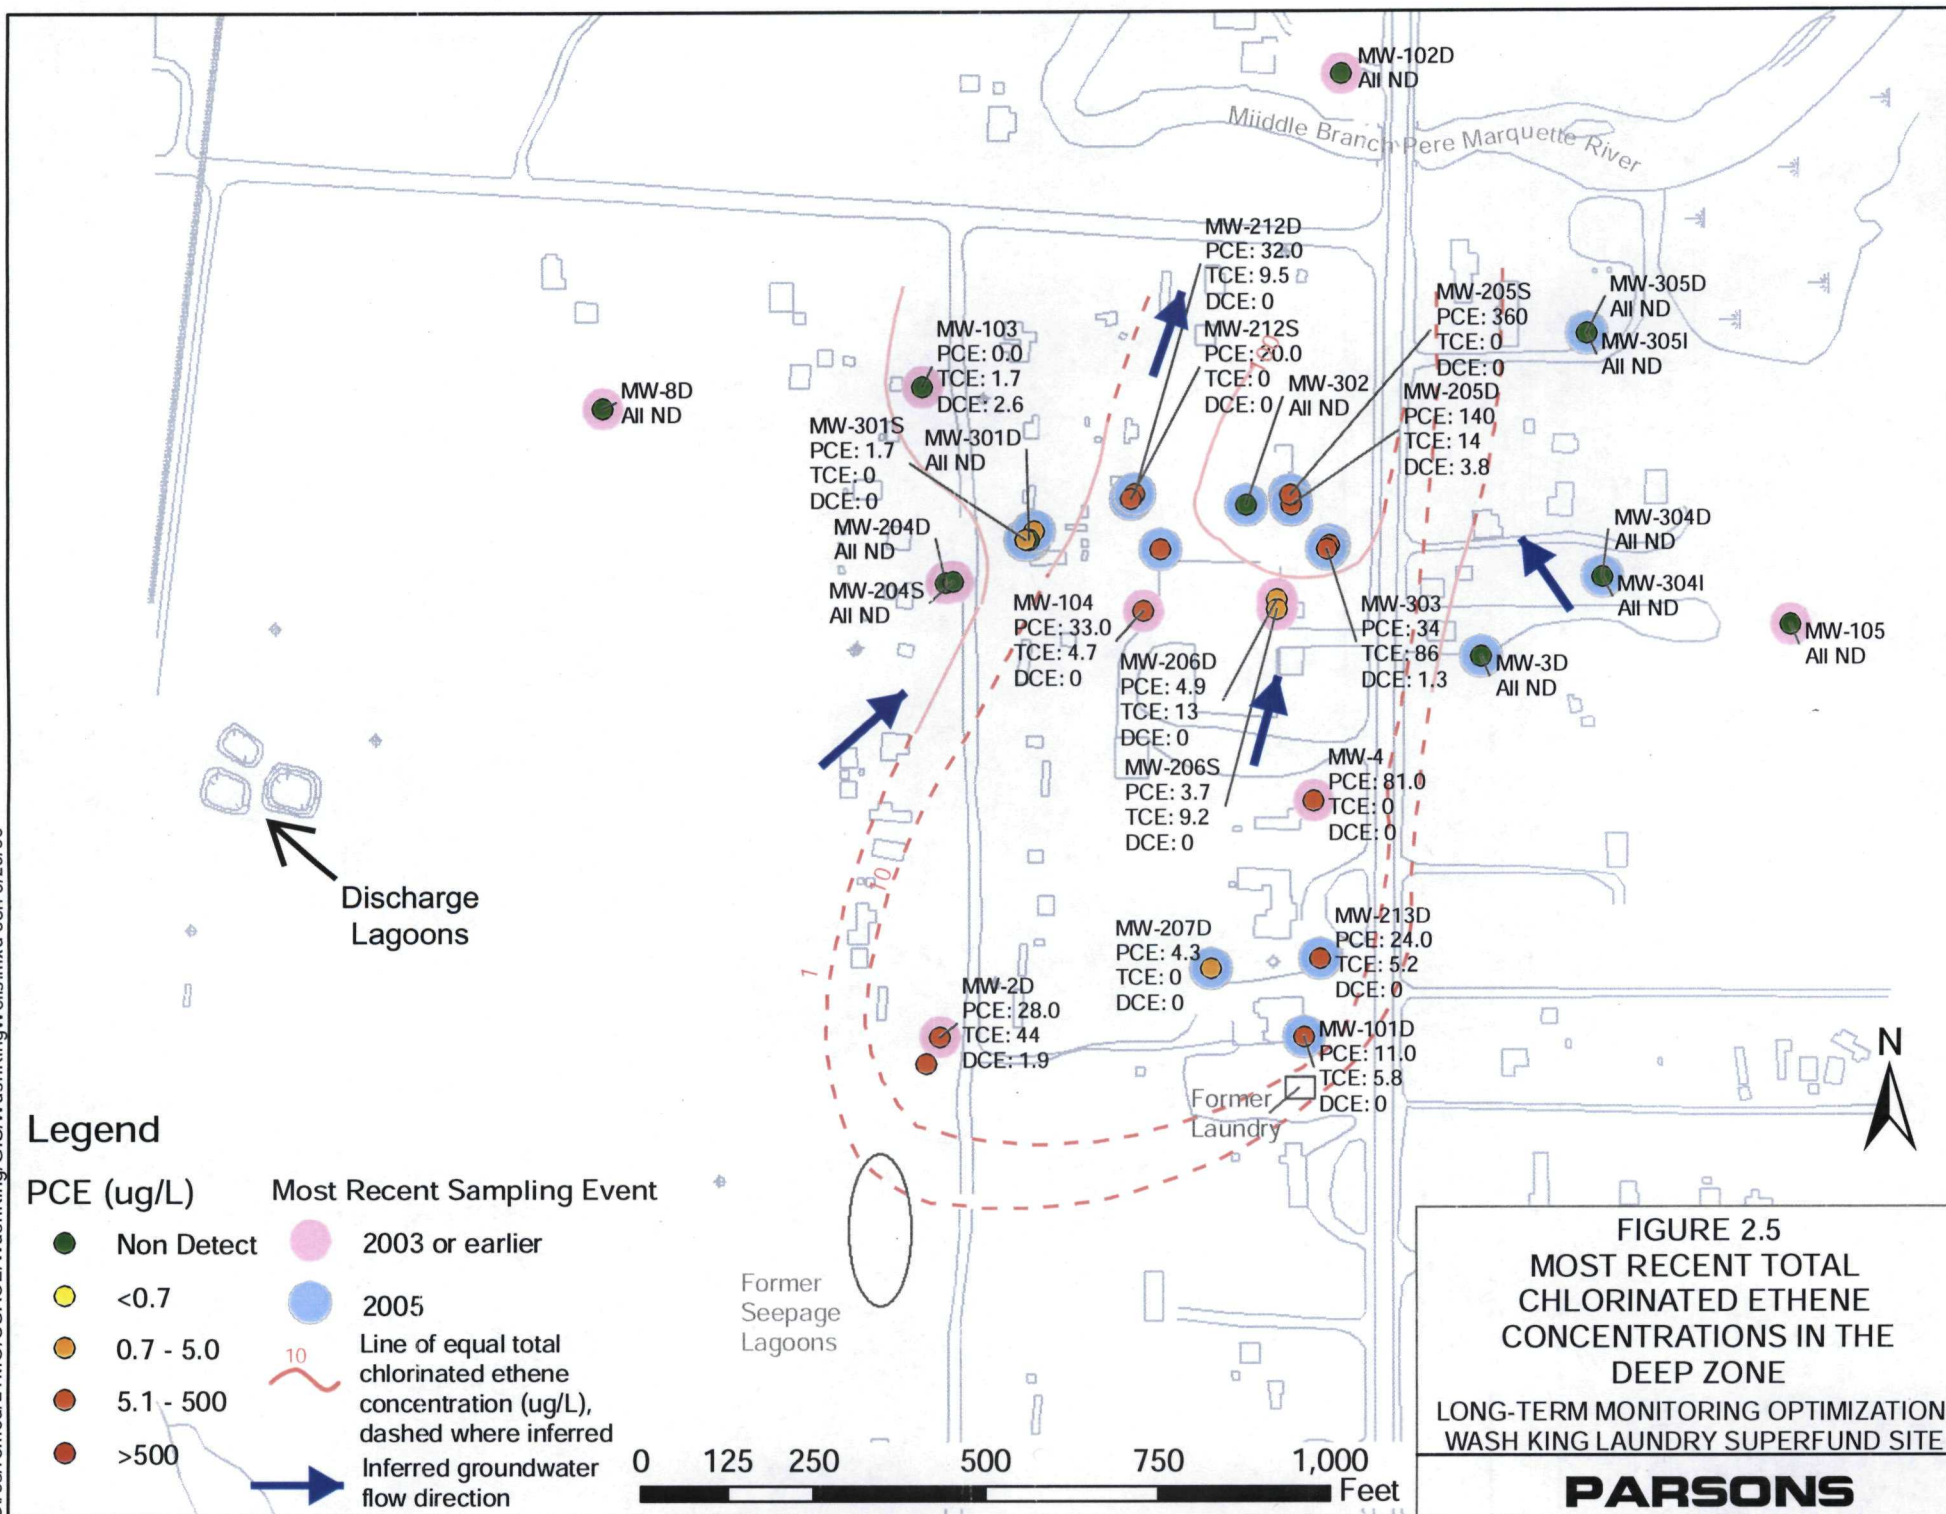 MW-102D
All ND
Miiddle Branch Pere Marquette River
MW-212D
PCE: 32.0
TCE: 9.5
DCE: 0
MW-212S
PCE: 20.0
TCE: 0
DCE: 0
100
MW-302
All ND
MW-205S
PCE: 360
TCE: 0
DCE: 0
MW-205D
PCE: 140
TCE: 14
DCE: 3.8
MW-305D
All ND
MW-305I
All ND
MW-103
PCE: 0.0
TCE: 1.7
DCE: 2.6
MW-8D
All ND
MW-301S
PCE: 1.7
TCE: 0
DCE: 0
MW-301D
All ND
MW-204D
All ND
MW-204S
All ND
MW-104
PCE: 33.0
TCE: 4.7
DCE: 0
MW-206D
PCE: 4.9
TCE: 13
DCE: 0
MW-206S
PCE: 3.7
TCE: 9.2
DCE: 0
MW-303
PCE: 34
TCE: 86
DCE: 1.3
MW-304D
All ND
MW-304I
All ND
MW-3D
All ND
MW-105
All ND
MW-4
PCE: 81.0
TCE: 0
DCE: 0
Discharge
Lagoons
10
1
MW-207D
PCE: 4.3
TCE: 0
DCE: 0
MW-213D
PCE: 24.0
TCE: 5.2
DCE: 0
MW-2D
PCE: 28.0
TCE: 44
DCE: 1.9
MW-101D
PCE: 11.0
TCE: 5.8
DCE: 0
Former
Laundry
N
Former
Seepage
Lagoons
Legend
PCE (ug/L)
Non Detect
<0.7
0.7 - 5.0
5.1 - 500
>500
Most Recent Sampling Event
2003 or earlier
2005
10
Line of equal total
chlorinated ethene
concentration (ug/L),
dashed where inferred
Inferred groundwater
flow direction
0 125 250 500 750 1,000
Feet
FIGURE 2.5
MOST RECENT TOTAL
CHLORINATED ETHENE
CONCENTRATIONS IN THE
DEEP ZONE
LONG-TERM MONITORING OPTIMIZATION
WASH KING LAUNDRY SUPERFUND SITE
PARSONS